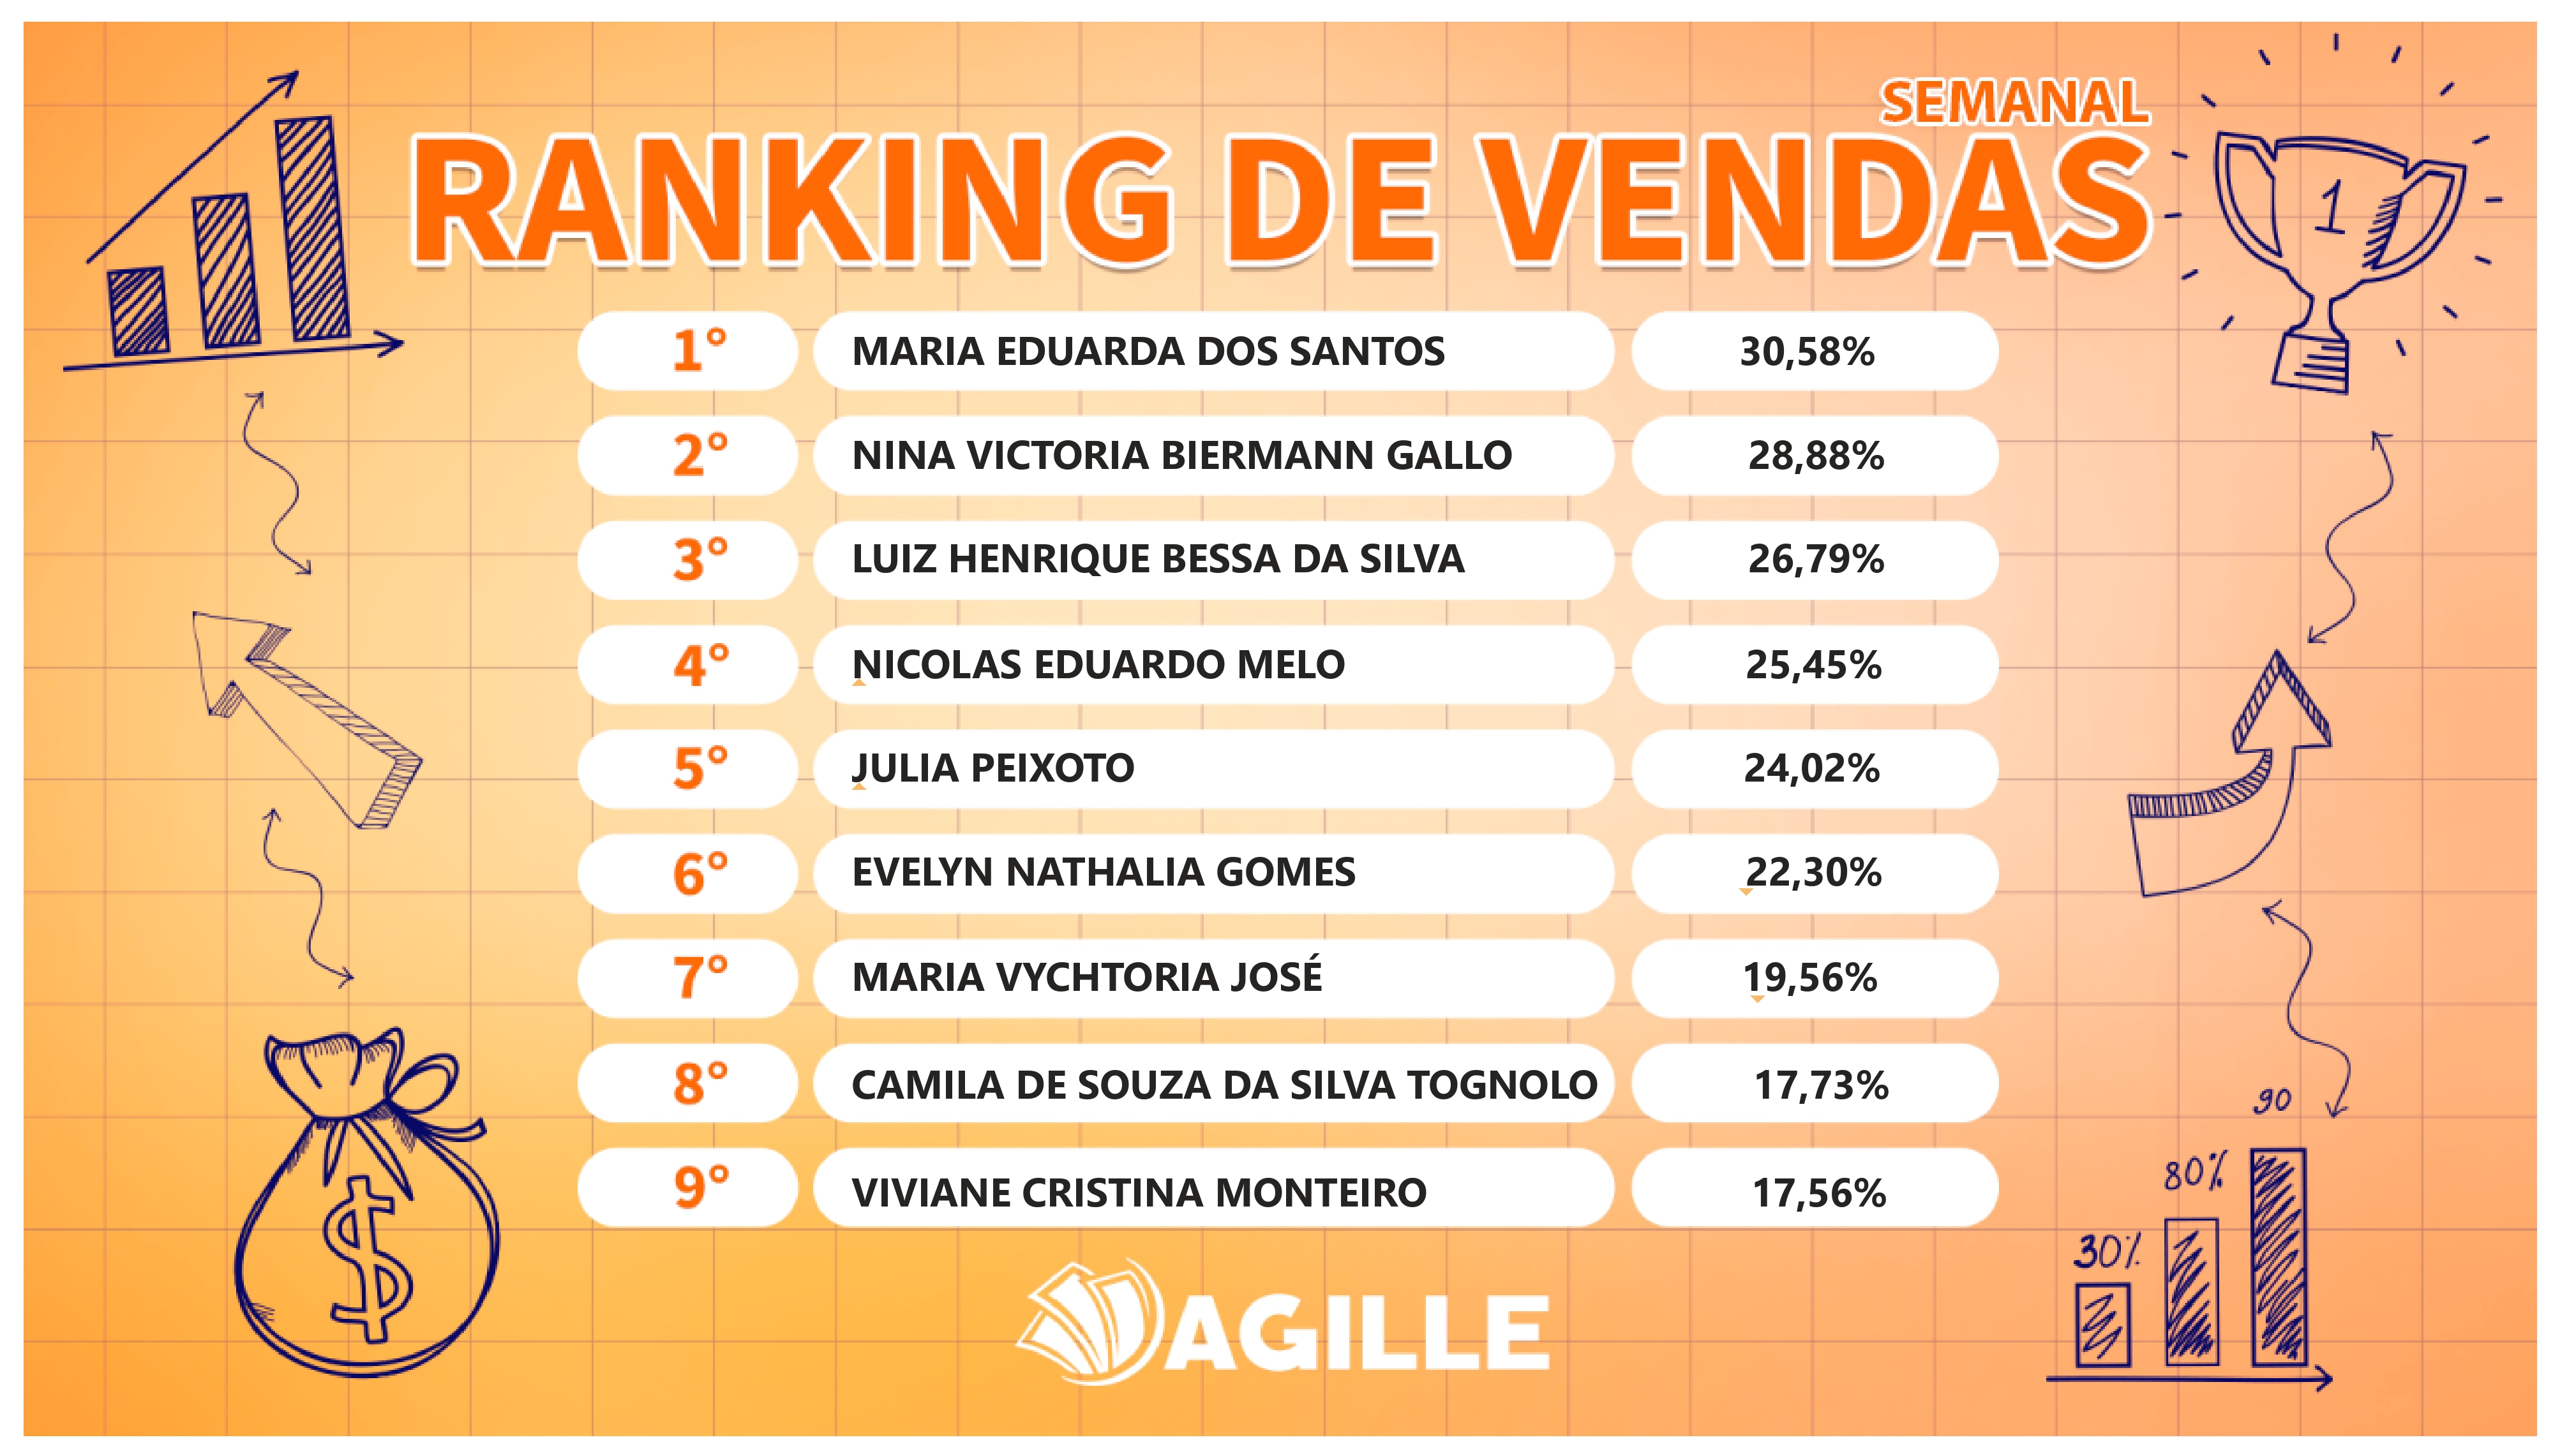 SEMANAL
RANKING DE VENDAS
1
1° MARIA EDUARDA DOS SANTOS 30,58%
2° NINA VICTORIA BIERMANN GALLO 28,88%
3° LUIZ HENRIQUE BESSA DA SILVA 26,79%
4° NICOLAS EDUARDO MELO 25,45%
5° JULIA PEIXOTO 24,02%
6° EVELYN NATHALIA GOMES 22,30%
7° MARIA VYCHTORIA JOSÉ 19,56%
8° CAMILA DE SOUZA DA SILVA TOGNOLO 17,73%
9° VIVIANE CRISTINA MONTEIRO 17,56%
$
90
80%
30%
AGILLE